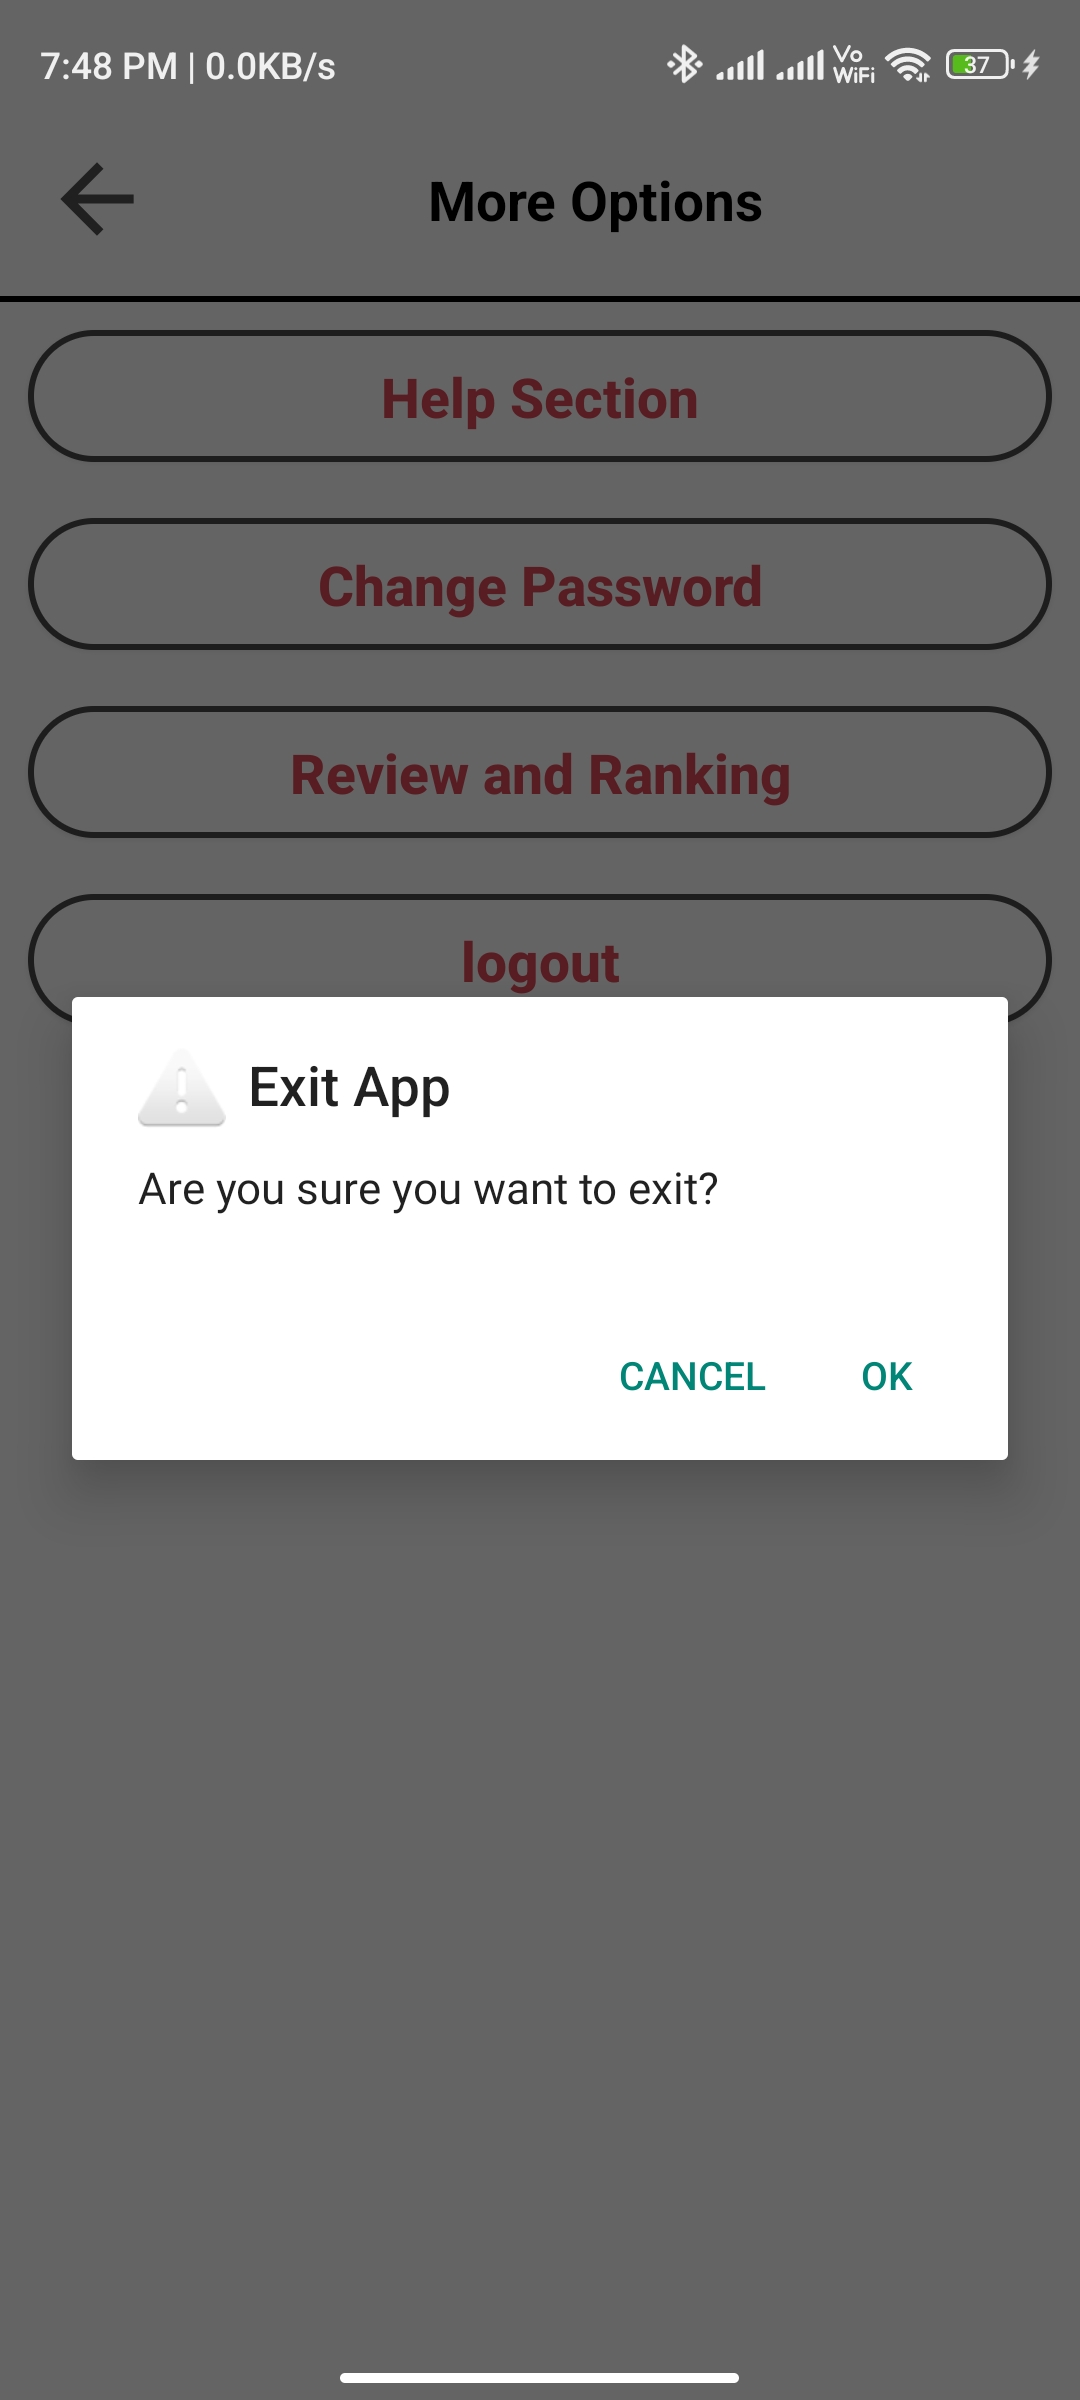 7:48 PM | 0.0KB/s Vo WiFi 37
More Options
Help Section
Change Password
Review and Ranking
logout
Exit App
Are you sure you want to exit?
CANCEL OK